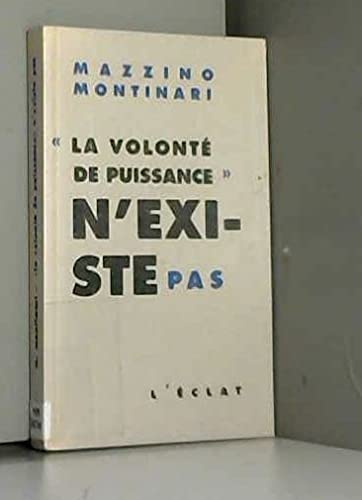 MAZZINO
MONTINARI
« LA VOLONTÉ
DE PUISSANCE »
N'EXI-
STE PAS
L'ÉCLAT